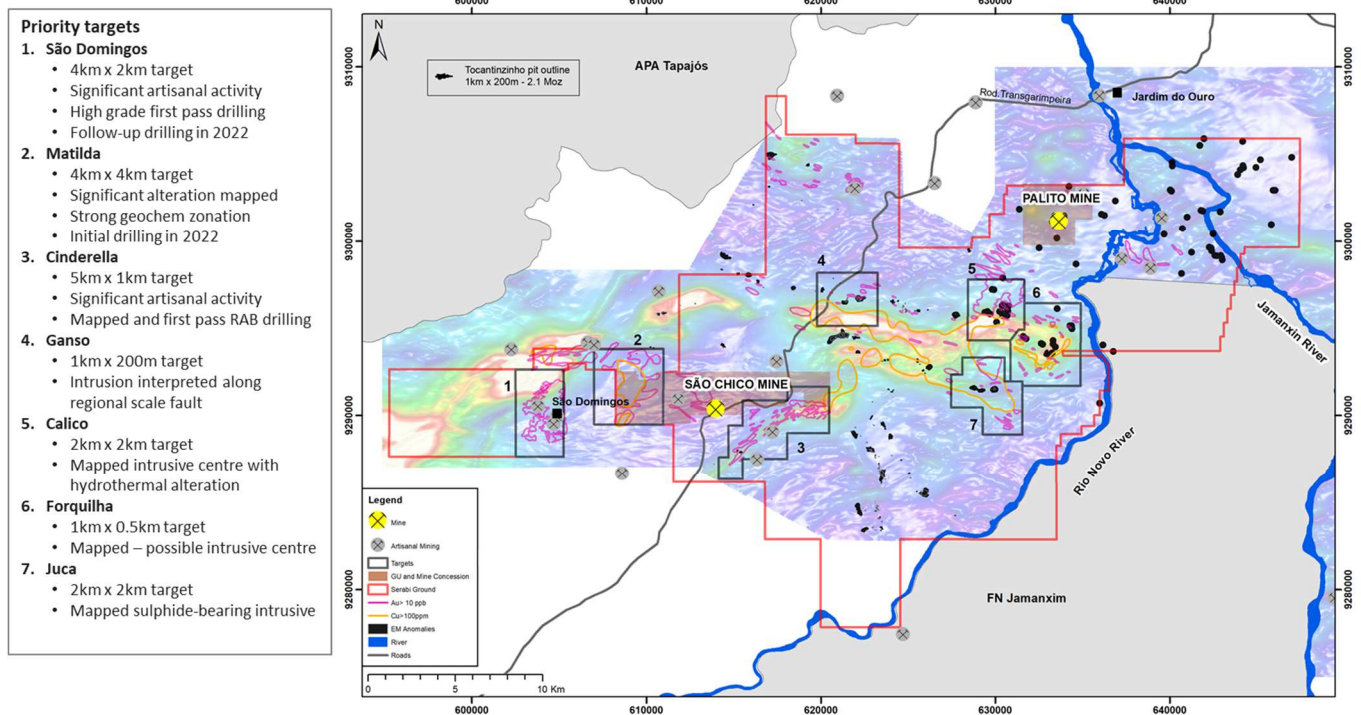 Priority targets
1. São Domingos
• 4km x 2km target
• Significant artisanal activity
• High grade first pass drilling
• Follow-up drilling in 2022
2. Matilda
• 4km x 4km target
• Significant alteration mapped
• Strong geochem zonation
• Initial drilling in 2022
3. Cinderella
• 5km x 1km target
• Significant artisanal activity
• Mapped and first pass RAB drilling
4. Ganso
• 1km x 200m target
• Intrusion interpreted along
regional scale fault
5. Calico
• 2km x 2km target
• Mapped intrusive centre with
hydrothermal alteration
6. Forquilha
• 1km x 0.5km target
• Mapped – possible intrusive centre
7. Juca
• 2km x 2km target
• Mapped sulphide-bearing intrusive
600000 610000 620000 630000 640000
N
9310000
9310000
APA Tapajós
Tocantinzinho pit outline
1km x 200m - 2.1 Moz
Rod.Transgarimpeira
Jardim do Ouro
PALITO MINE
9300000
9300000
4
5
6
Jamanxin River
2
1
São Domingos
SÃO CHICO MINE
9290000
9290000
3
7
Rio Novo River
Legend
Mine
Artisanal Mining
Targets
GU and Mine Concession
Serabi Ground
Au> 10 ppb
Cu>100ppm
EM Anomalies
River
Roads
9280000
9280000
FN Jamanxim
0 5 10 Km
600000 610000 620000 630000 640000